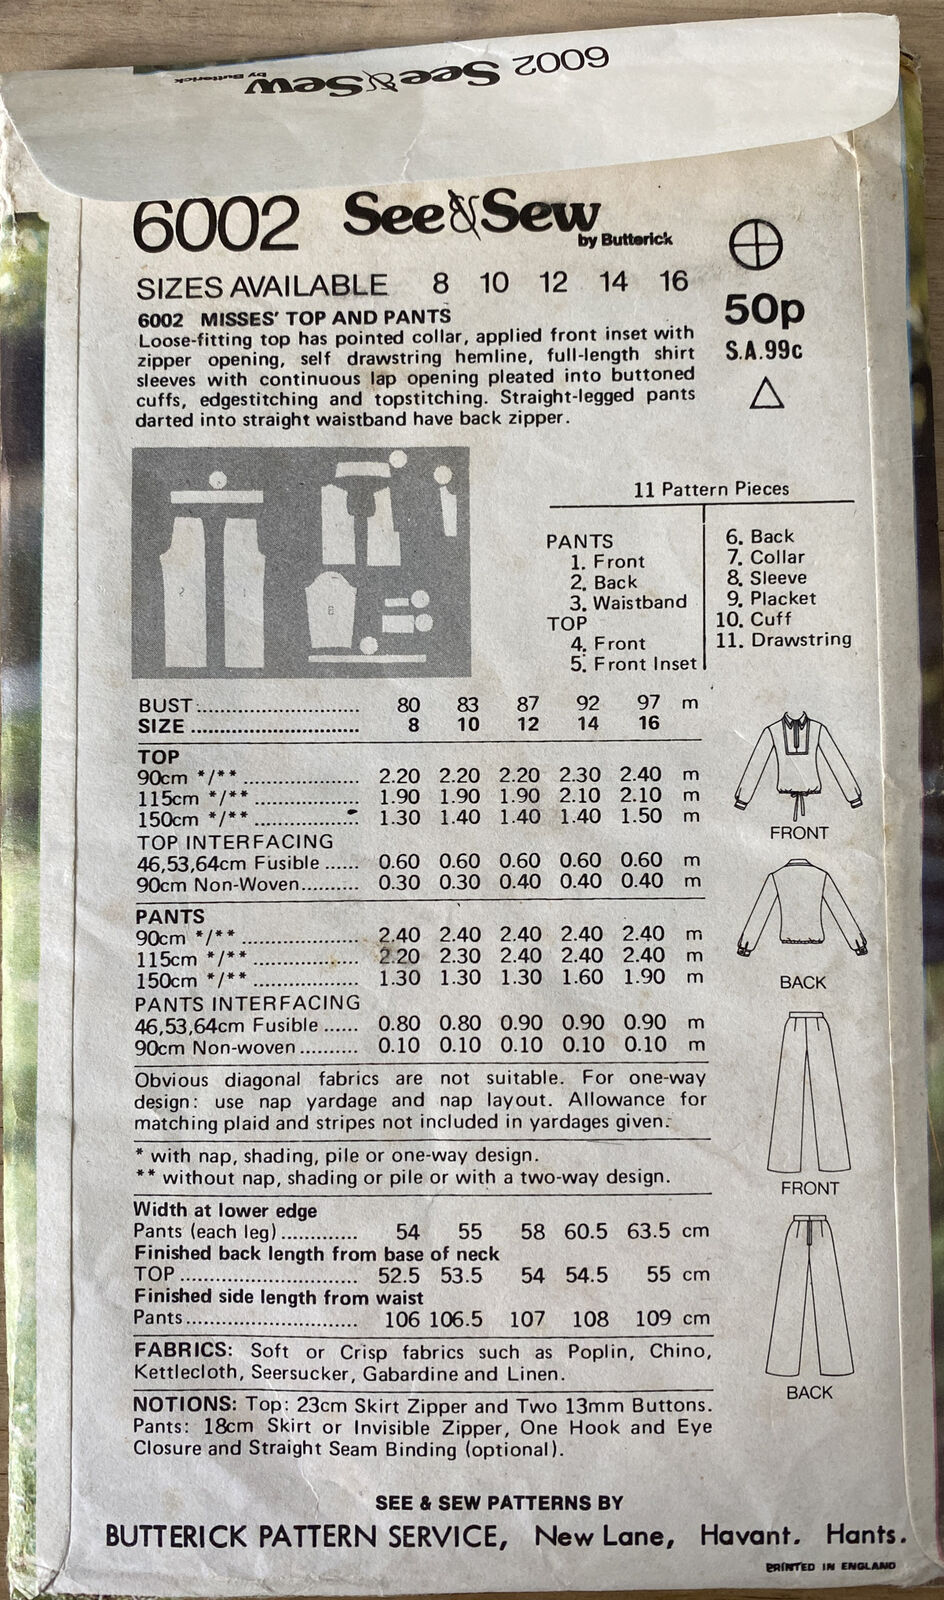 6002 See & Sew by Butterick
6002 See & Sew
by Butterick
SIZES AVAILABLE 8 10 12 14 16
50p
S.A.99c
6002 MISSES' TOP AND PANTS
Loose-fitting top has pointed collar, applied front inset with
zipper opening, self drawstring hemline, full-length shirt
sleeves with continuous lap opening pleated into buttoned
cuffs, edgestitching and topstitching. Straight-legged pants
darted into straight waistband have back zipper.
11 Pattern Pieces
PANTS
1. Front
2. Back
3. Waistband
TOP
4. Front
5. Front Inset
6. Back
7. Collar
8. Sleeve
9. Placket
10. Cuff
11. Drawstring
BUST............................ 80 83 87 92 97 m
SIZE ............................. 8 10 12 14 16
TOP
90cm */** .................... 2.20 2.20 2.20 2.30 2.40 m
115cm */** .................. 1.90 1.90 1.90 2.10 2.10 m
150cm */** .................. 1.30 1.40 1.40 1.40 1.50 m
TOP INTERFACING
46,53,64cm Fusible ...... 0.60 0.60 0.60 0.60 0.60 m
90cm Non-Woven.......... 0.30 0.30 0.40 0.40 0.40 m
PANTS
90cm */** .................... 2.40 2.40 2.40 2.40 2.40 m
115cm */** .................. 2.20 2.30 2.40 2.40 2.40 m
150cm */** .................. 1.30 1.30 1.30 1.60 1.90 m
PANTS INTERFACING
46,53,64cm Fusible ...... 0.80 0.80 0.90 0.90 0.90 m
90cm Non-woven .......... 0.10 0.10 0.10 0.10 0.10 m
Obvious diagonal fabrics are not suitable. For one-way
design: use nap yardage and nap layout. Allowance for
matching plaid and stripes not included in yardages given.
* with nap, shading, pile or one-way design.
** without nap, shading or pile or with a two-way design.
Width at lower edge
Pants (each leg) ............. 54 55 58 60.5 63.5 cm
Finished back length from base of neck
TOP ............................... 52.5 53.5 54 54.5 55 cm
Finished side length from waist
Pants.............................. 106 106.5 107 108 109 cm
FABRICS: Soft or Crisp fabrics such as Poplin, Chino,
Kettlecloth, Seersucker, Gabardine and Linen.
NOTIONS: Top: 23cm Skirt Zipper and Two 13mm Buttons.
Pants: 18cm Skirt or Invisible Zipper, One Hook and Eye
Closure and Straight Seam Binding (optional).
FRONT
BACK
FRONT
BACK
SEE & SEW PATTERNS BY
BUTTERICK PATTERN SERVICE, New Lane, Havant. Hants.
PRINTED IN ENGLAND